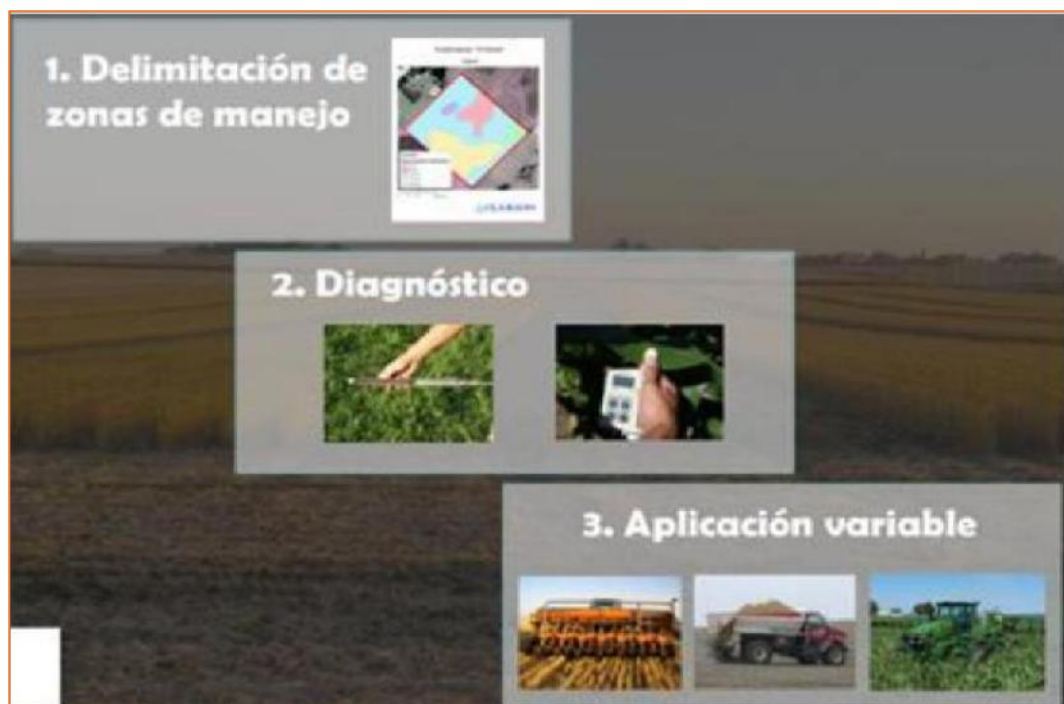 1. Delimitación de
zonas de manejo
2. Diagnóstico
3. Aplicación variable